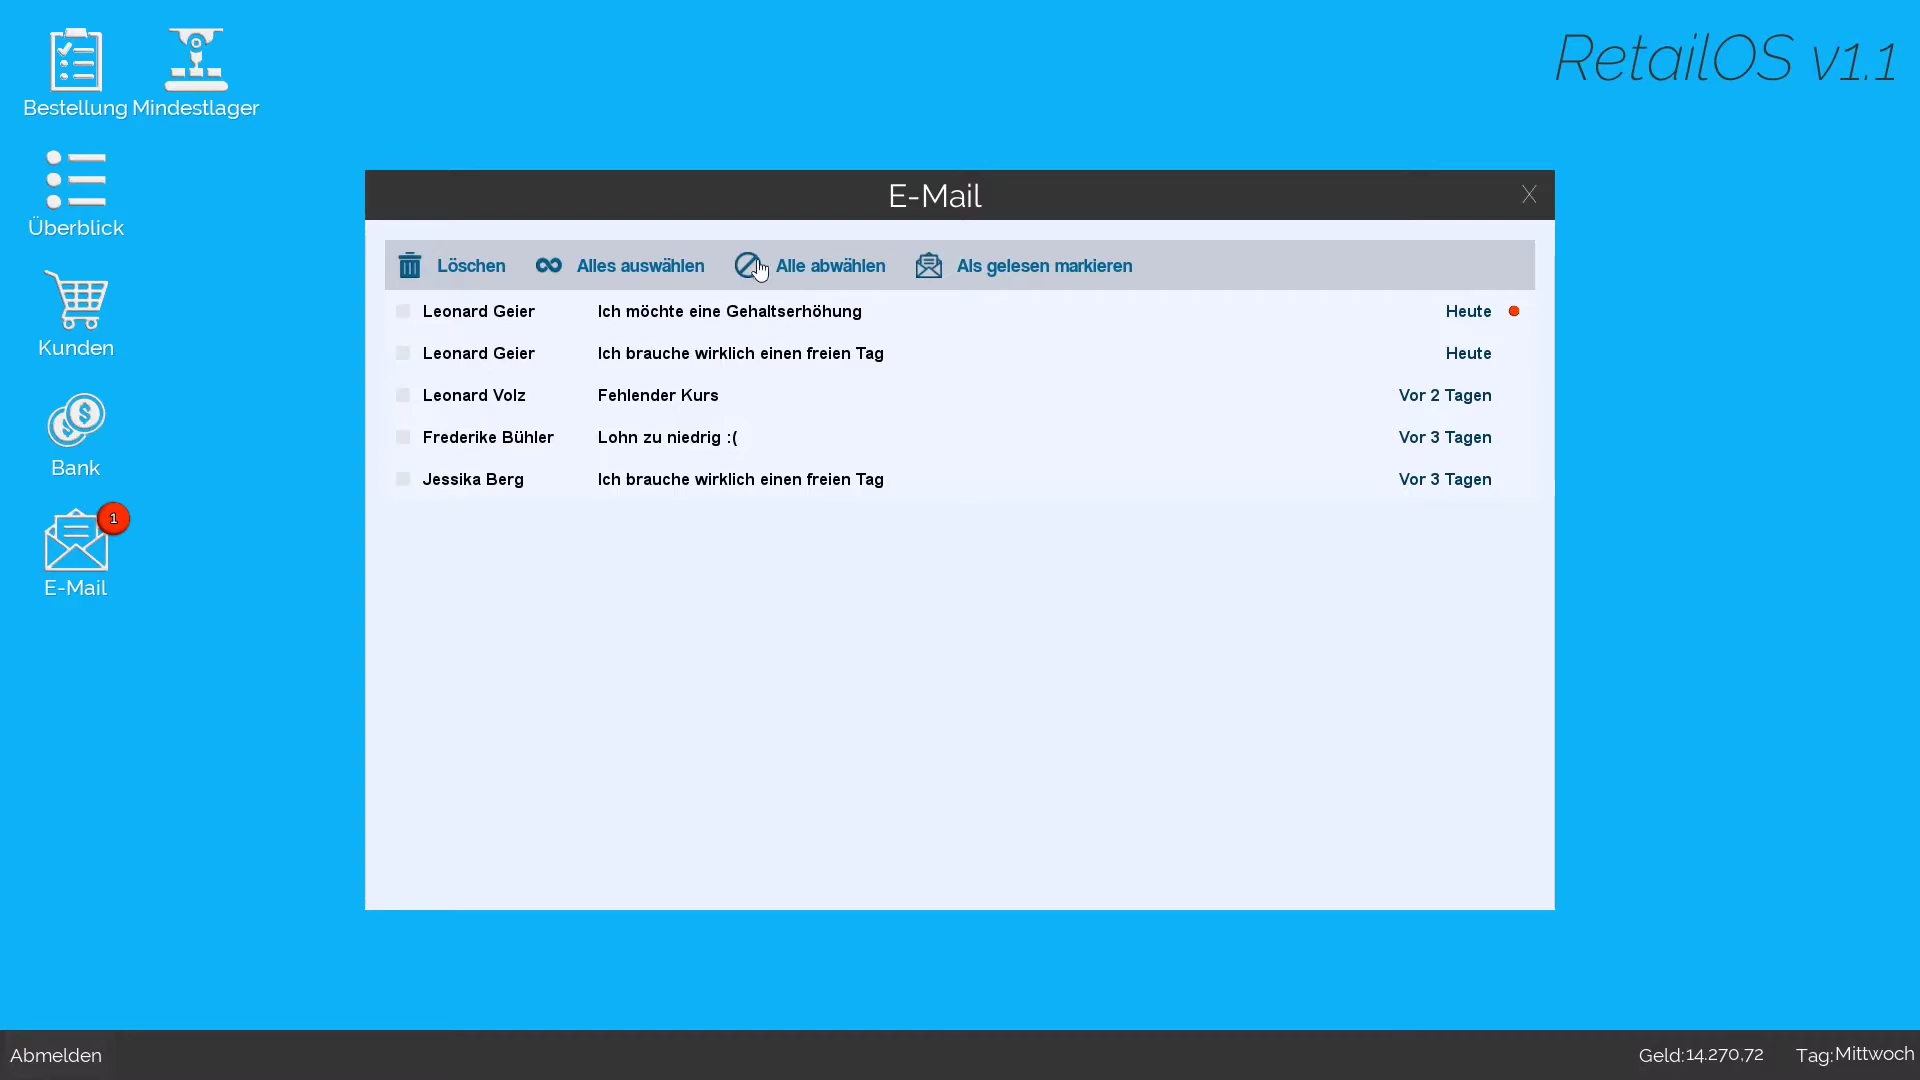 RetailOS v1.1
Bestellung
Mindestlager
Überblick
Kunden
Bank
1
E-Mail
E-Mail
X
Löschen
Alles auswählen
Alle abwählen
Als gelesen markieren
Leonard Geier Ich möchte eine Gehaltserhöhung Heute
Leonard Geier Ich brauche wirklich einen freien Tag Heute
Leonard Volz Fehlender Kurs Vor 2 Tagen
Frederike Bühler Lohn zu niedrig :( Vor 3 Tagen
Jessika Berg Ich brauche wirklich einen freien Tag Vor 3 Tagen
Abmelden
Geld:14.270,72
Tag:Mittwoch